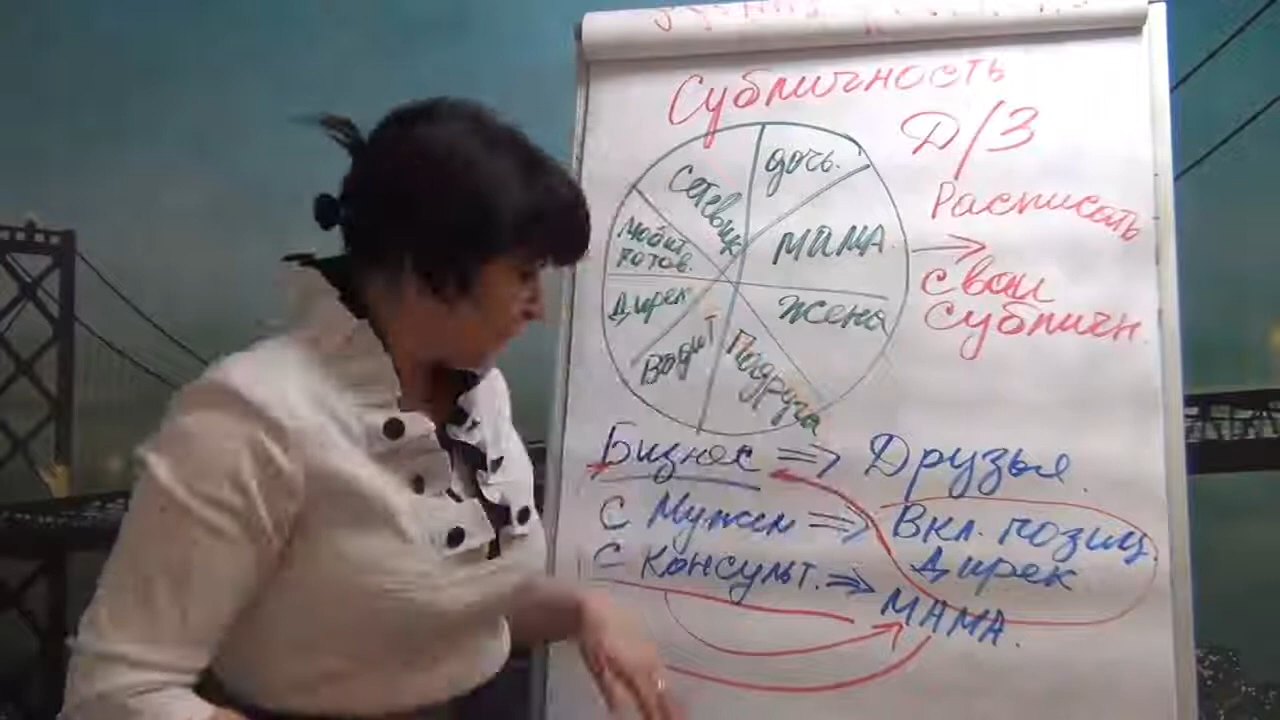 Субличность
Д/З
Расписать
свои
Субличн.
дочь.
мама
жена
Подруга
Водит
Дирек
Любит
готов.
Сетевик
Бизнес => Друзья.
с Мужем => Вкл. позиц.
Дирек
с консульт. => МАМА.